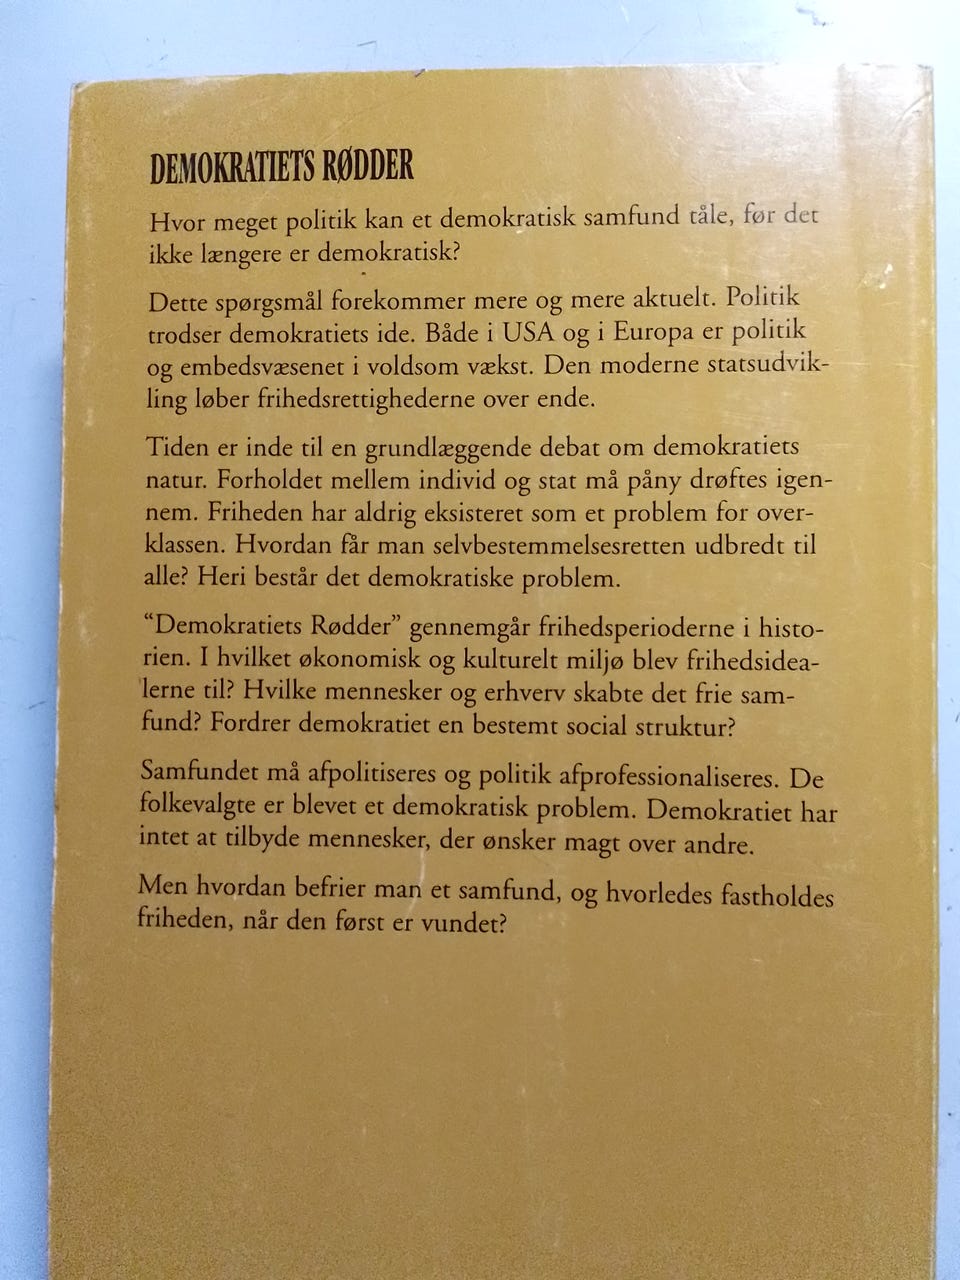 DEMOKRATIETS RØDDER
Hvor meget politik kan et demokratisk samfund tåle, før det
ikke længere er demokratisk?
Dette spørgsmål forekommer mere og mere aktuelt. Politik
trodser demokratiets ide. Både i USA og i Europa er politik
og embedsvæsenet i voldsom vækst. Den moderne statsudvik-
ling løber frihedsrettighederne over ende.
Tiden er inde til en grundlæggende debat om demokratiets
natur. Forholdet mellem individ og stat må påny drøftes igen-
nem. Friheden har aldrig eksisteret som et problem for over-
klassen. Hvordan får man selvbestemmelsesretten udbredt til
alle? Heri består det demokratiske problem.
“Demokratiets Rødder” gennemgår frihedsperioderne i histo-
rien. I hvilket økonomisk og kulturelt miljø blev frihedsidea-
lerne til? Hvilke mennesker og erhverv skabte det frie sam-
fund? Fordrer demokratiet en bestemt social struktur?
Samfundet må afpolitiseres og politik afprofessionaliseres. De
folkevalgte er blevet et demokratisk problem. Demokratiet har
intet at tilbyde mennesker, der ønsker magt over andre.
Men hvordan befrier man et samfund, og hvorledes fastholdes
friheden, når den først er vundet?